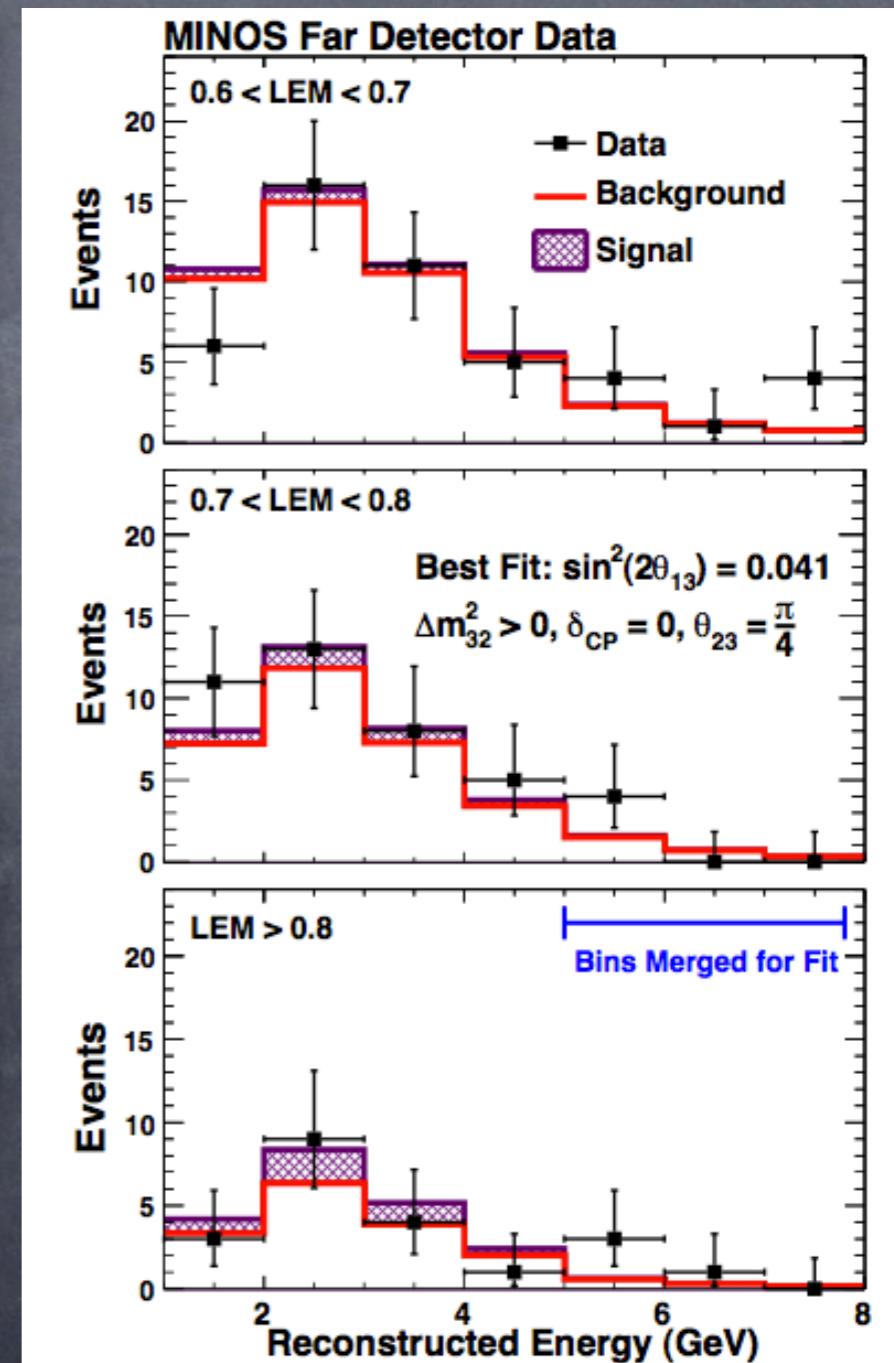 MINOS Far Detector Data
0.6 < LEM < 0.7
20
15
10
5
0
Events
Data
Background
Signal
0.7 < LEM < 0.8
20
15
10
5
0
Events
Best Fit: sin²(2θ₁₃) = 0.041
Δm²₃₂ > 0, δ_CP = 0, θ₂₃ = π/4
LEM > 0.8
20
15
10
5
0
Events
Bins Merged for Fit
2 4 6 8
Reconstructed Energy (GeV)